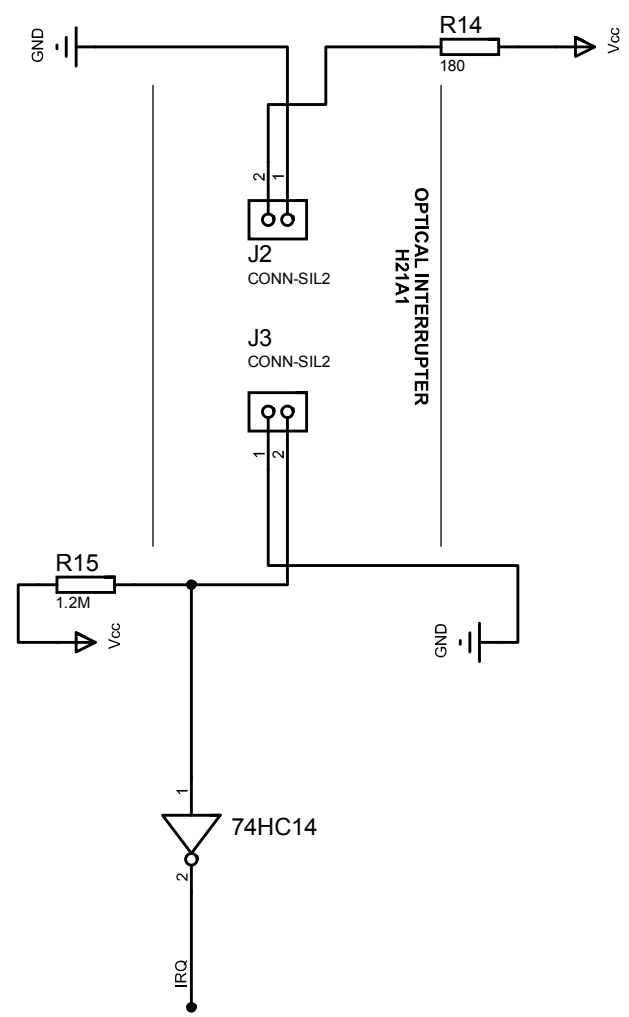 R14
180
GND
Vcc
2
1
J2
CONN-SIL2
OPTICAL INTERRUPTER
H21A1
J3
CONN-SIL2
1
2
R15
1.2M
Vcc
GND
1
74HC14
2
IRQ